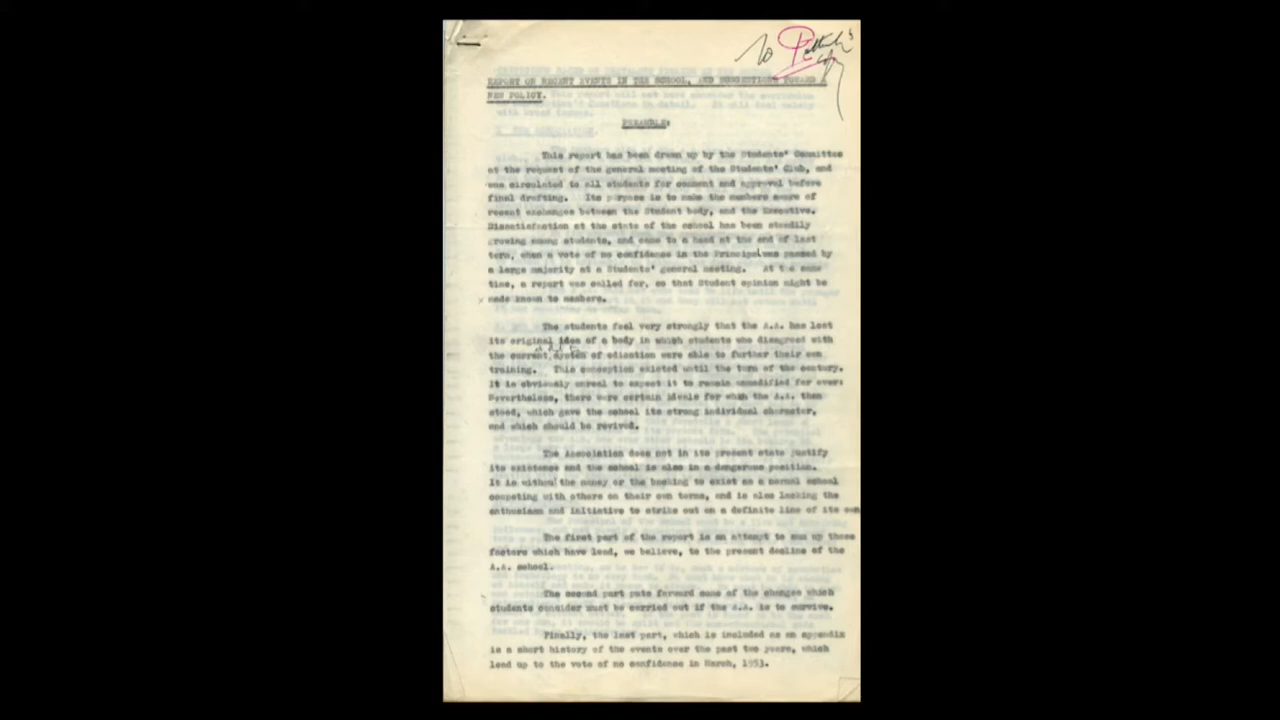 To
REPORT ON RECENT EVENTS IN THE SCHOOL, AND SUGGESTIONS TOWARD A
NEW POLICY.
PREAMBLE:
This report has been drawn up by the Students' Committee
at the request of the general meeting of the Students' Club, and
was circulated to all students for comment and approval before
final drafting. Its purpose is to make the members aware of
recent exchanges between the Student body, and the Executive.
Dissatisfaction at the state of the school has been steadily
growing among students, and came to a head at the end of last
term, when a vote of no confidence in the Principal was passed by
a large majority at a Students' general meeting. At the same
time, a report was called for, so that Student opinion might be
made known to members.
The students feel very strongly that the A.A. has lost
its original idea of a body in which students who disagreed with
the current system of edication were able to further their own
training. This conception existed until the turn of the century.
It is obviously unreal to expect it to remain unmodified for ever:
Nevertheless, there were certain ideals for which the A.A. then
stood, which gave the school its strong individual character,
and which should be revived.
The Association does not in its present state justify
its existence and the school is also in a dangerous position.
It is without the money or the backing to exist as a normal school
competing with others on their own terms, and is also lacking the
enthusiasm and initiative to strike out on a definite line of its own
The first part of the report is an attempt to sum up those
factors which have lead, we believe, to the present decline of the
A.A. school.
The second part puts forward some of the changes which
students consider must be carried out if the A.A. is to survive.
Finally, the last part, which is included as an appendix
is a short history of the events over the past two years, which
lead up to the vote of no confidence in March, 1953.